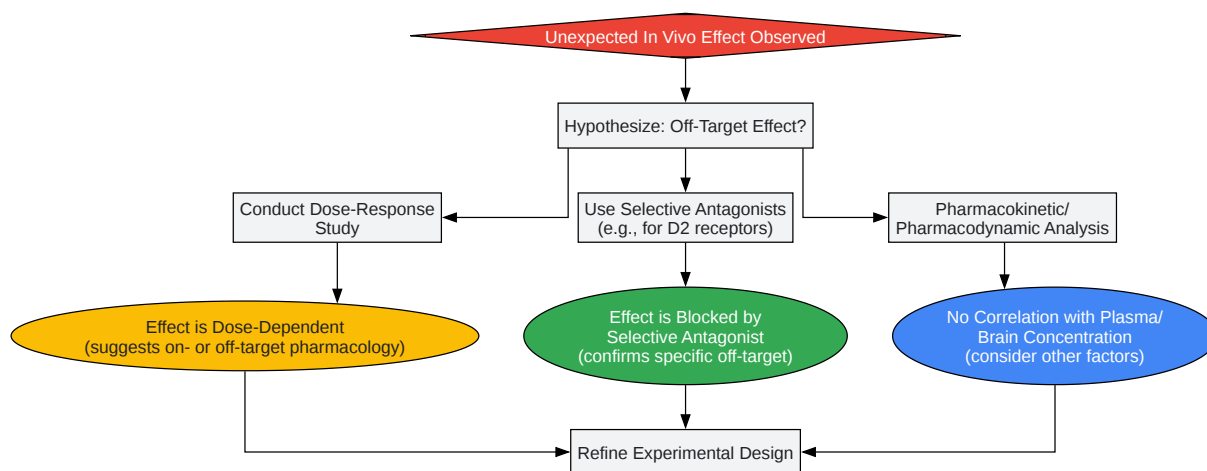 Unexpected In Vivo Effect Observed
Hypothesize: Off-Target Effect?
Conduct Dose-Response
Study
Use Selective Antagonists
(e.g., for D2 receptors)
Pharmacokinetic/
Pharmacodynamic Analysis
Effect is Dose-Dependent
(suggests on- or off-target pharmacology)
Effect is Blocked by
Selective Antagonist
(confirms specific off-target)
No Correlation with Plasma/
Brain Concentration
(consider other factors)
Refine Experimental Design